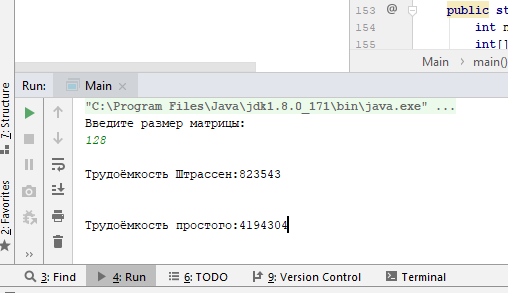 153 @ public st
154 int n
155 int[]
Main main()
Run: Main
"C:\Program Files\Java\jdk1.8.0_171\bin\java.exe" ...
Введите размер матрицы:
128
Трудоёмкость Штрассен:823543
Трудоёмкость простого:4194304
7: Structure
2: Favorites
3: Find 4: Run 6: TODO 9: Version Control Terminal